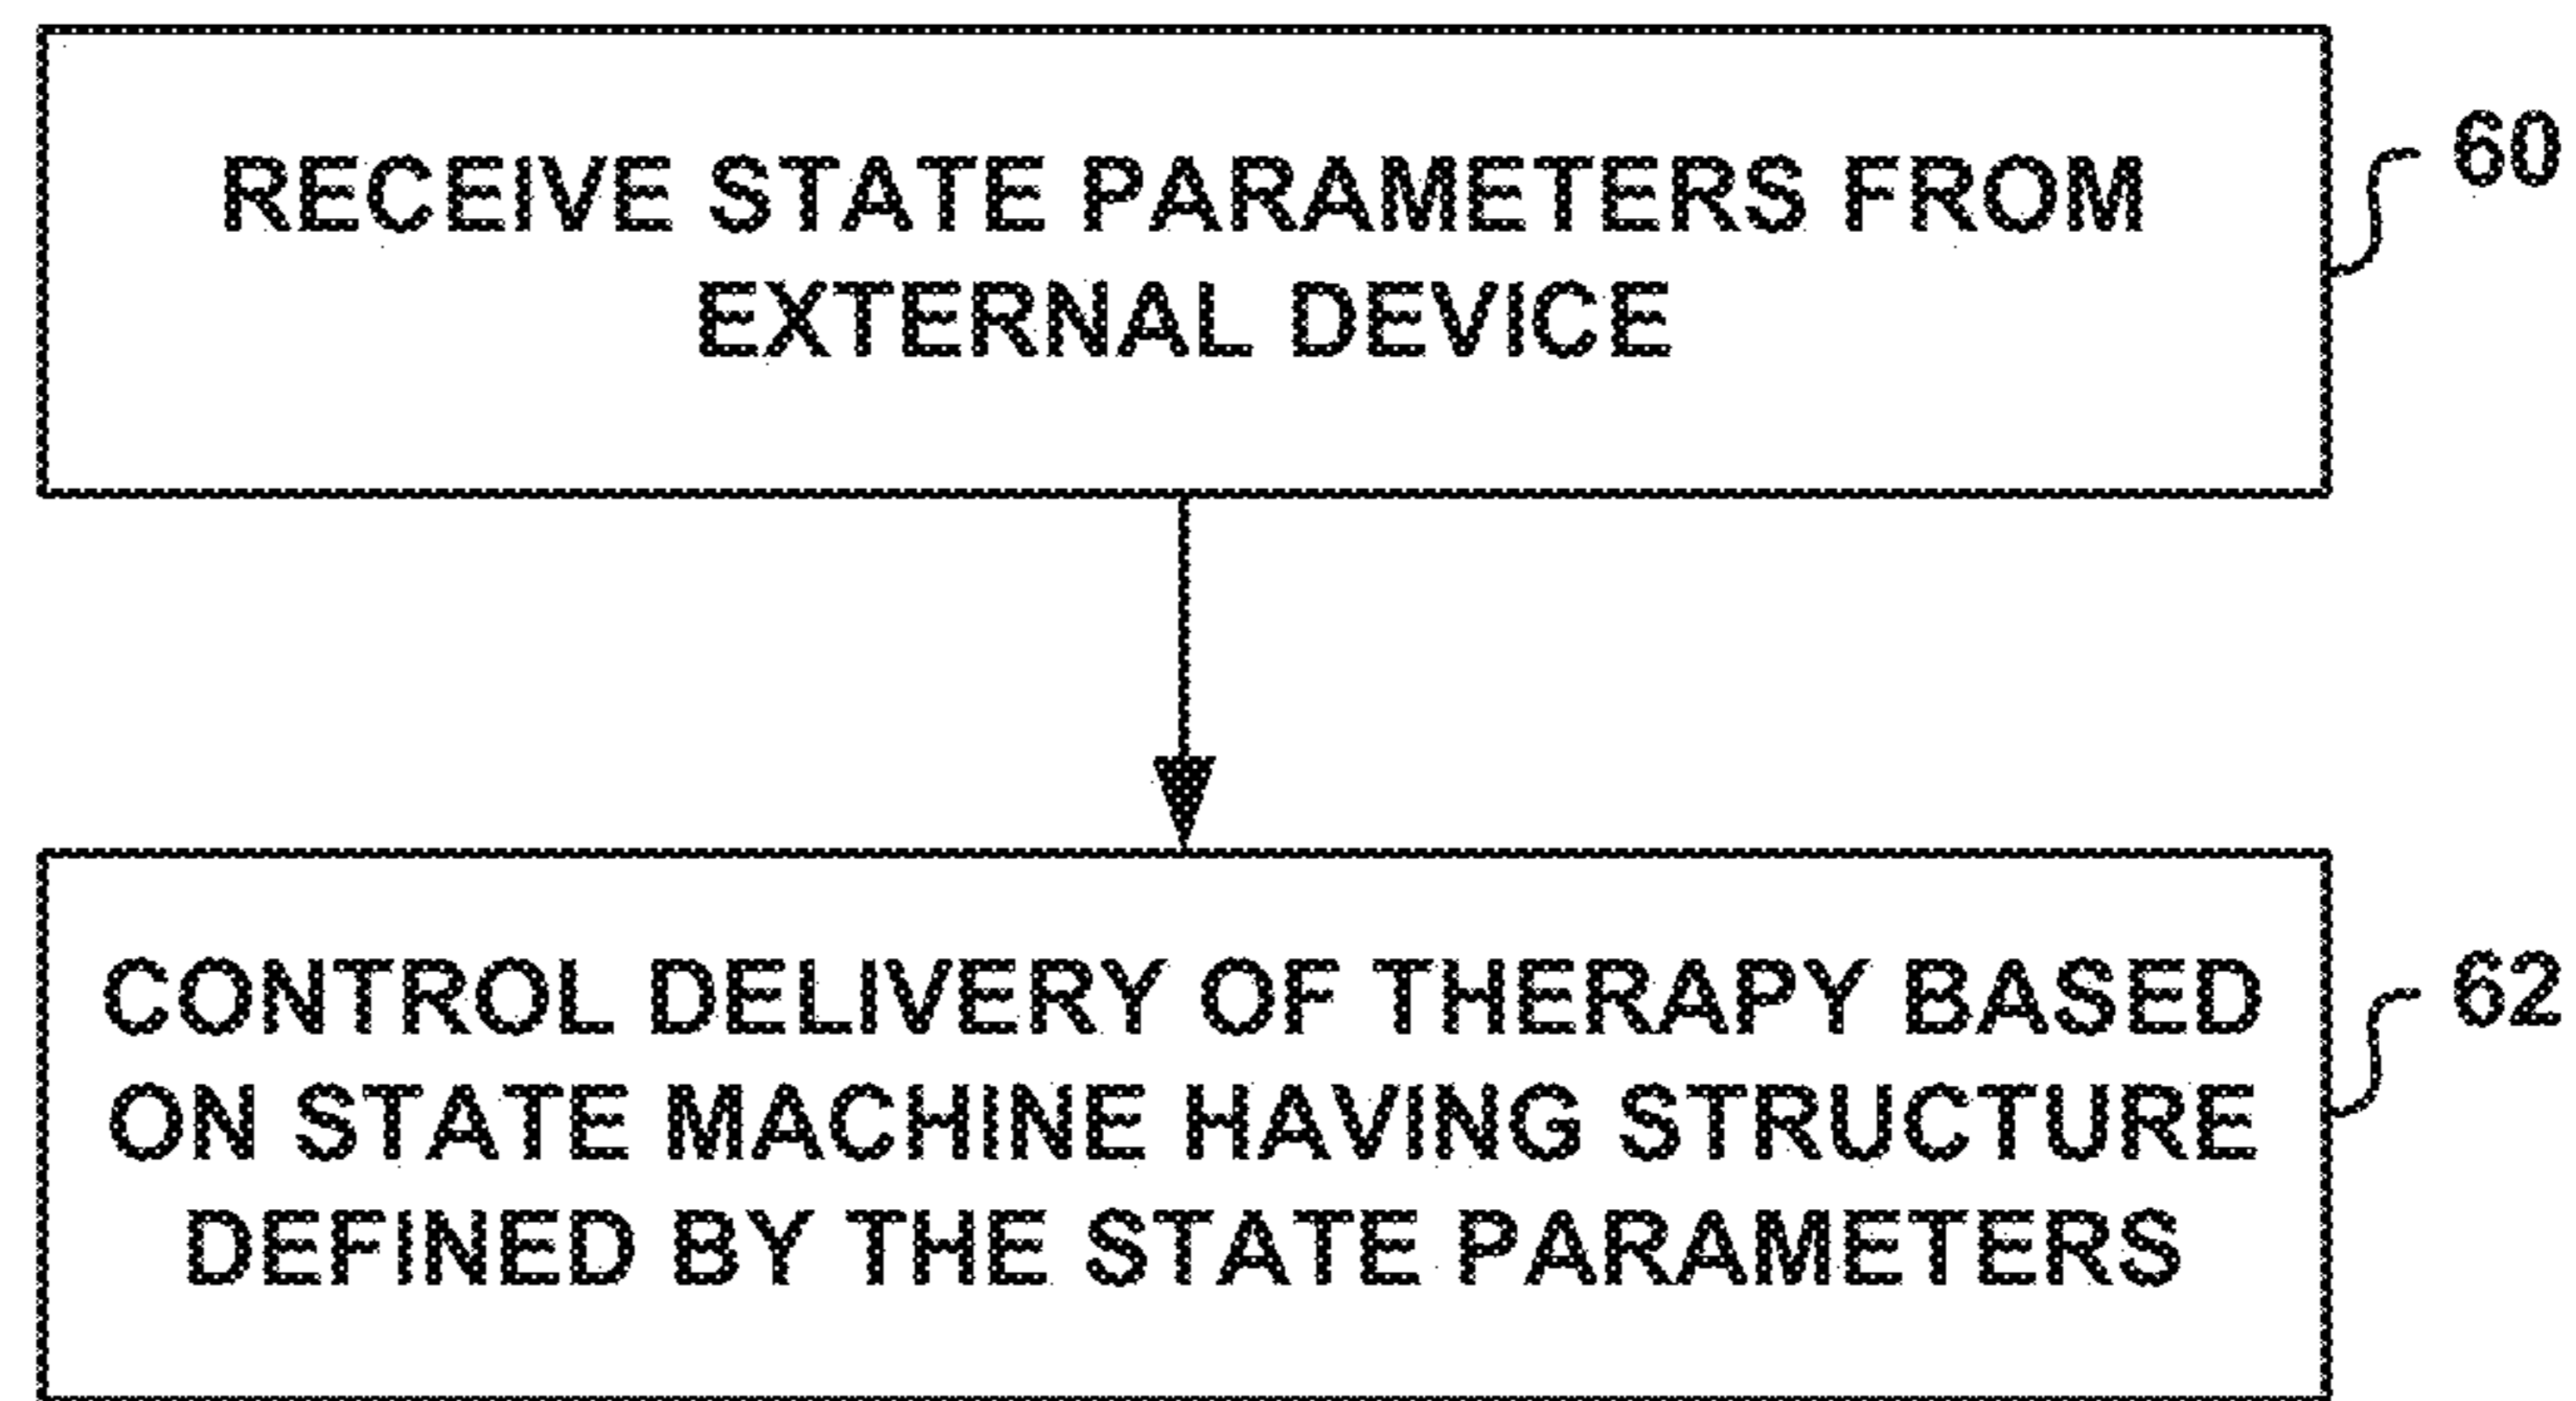 RECEIVE STATE PARAMETERS FROM
EXTERNAL DEVICE
60
CONTROL DELIVERY OF THERAPY BASED
ON STATE MACHINE HAVING STRUCTURE
DEFINED BY THE STATE PARAMETERS
62